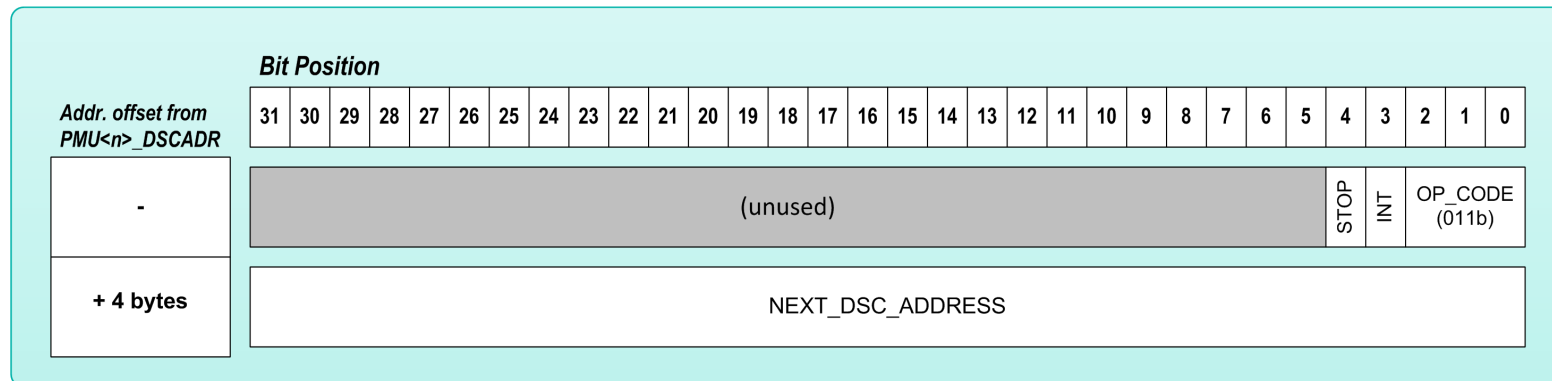 Bit Position
Addr. offset from
PMU<n>_DSCADR
31 30 29 28 27 26 25 24 23 22 21 20 19 18 17 16 15 14 13 12 11 10 9 8 7 6 5 4 3 2 1 0
-
(unused)
STOP
INT
OP_CODE
(011b)
+ 4 bytes
NEXT_DSC_ADDRESS